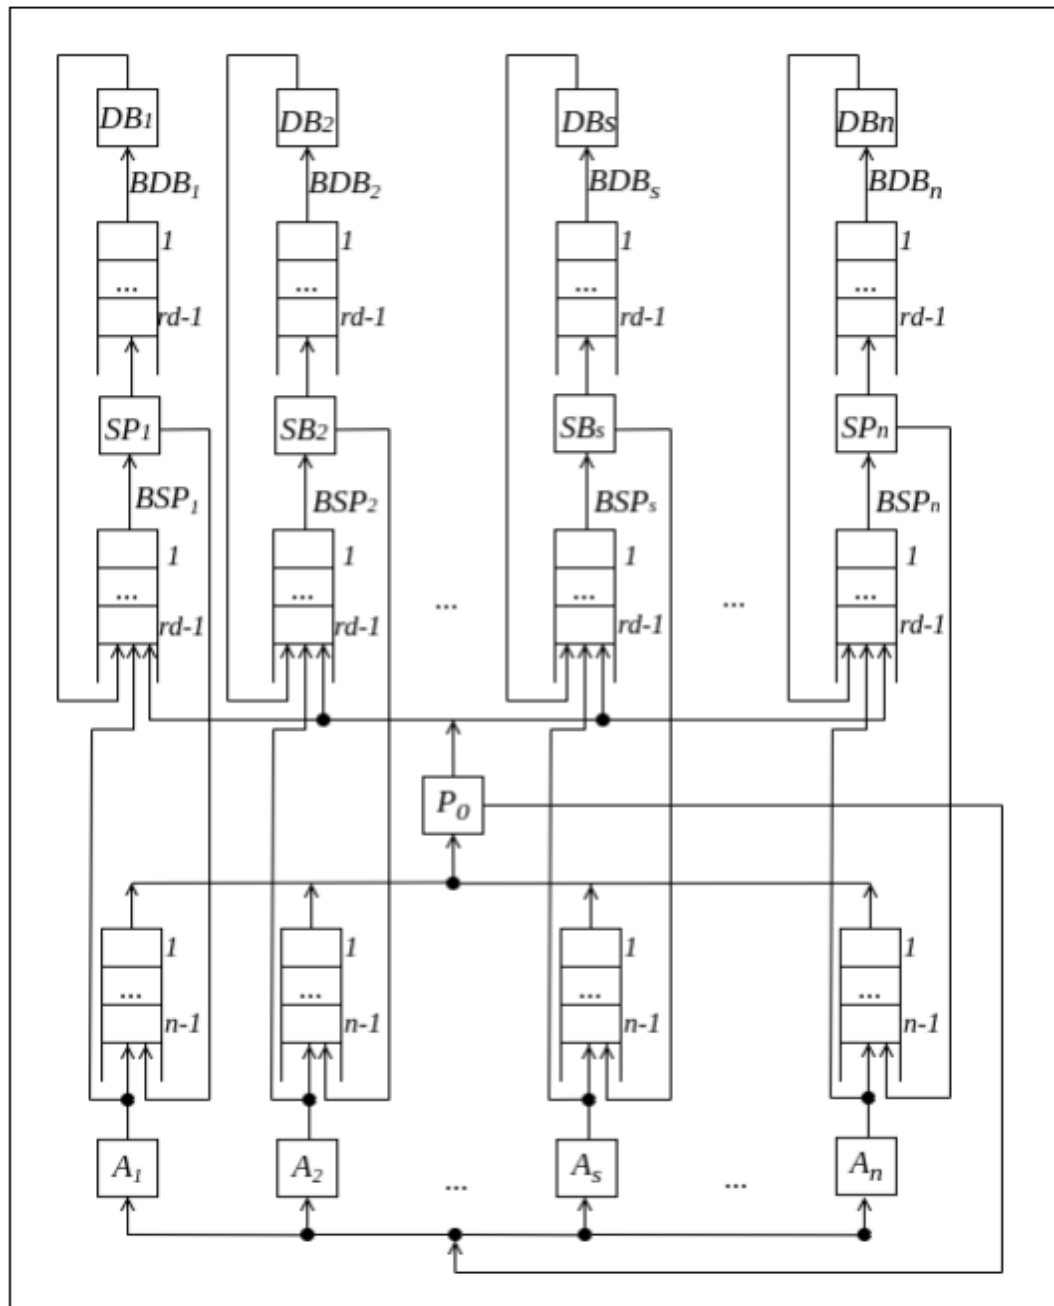 DB1 DB2 DBs DBn
BDB1 BDB2 BDBs BDBn
1 1 1 1
... ... ... ...
rd-1 rd-1 rd-1 rd-1
SP1 SB2 SBs SPn
BSP1 BSP2 BSPs BSPn
1 1 1 1
... ... ... ... ... ...
rd-1 rd-1 rd-1 rd-1
P0
1 1 1 1
... ... ... ...
n-1 n-1 n-1 n-1
A1 A2 ... As ... An